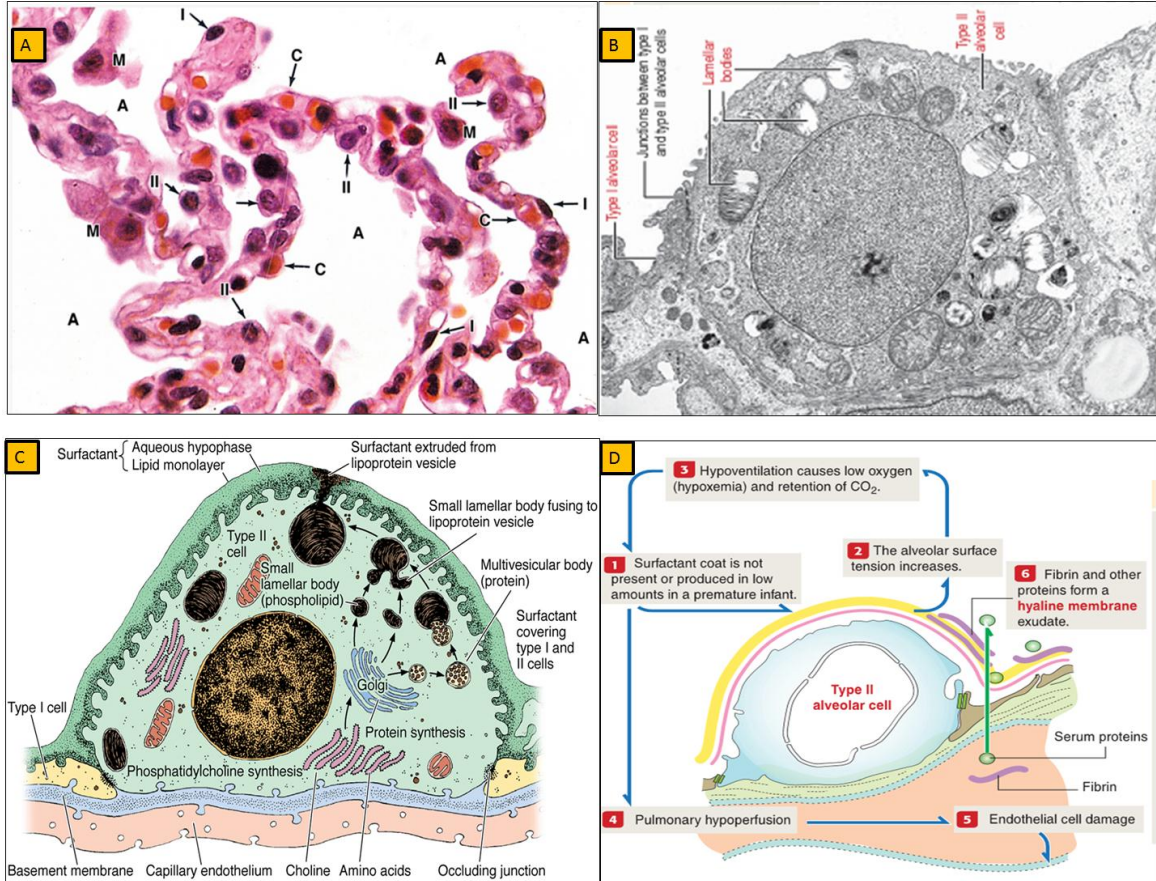 A
I
M
A
C
A
II
M
II
II
I
M
C
A
C
II
A
I
A
B
Type I alveolar cell
Junctions between type I
and type II alveolar cells
Lamellar
bodies
Type II
alveolar
cell
C
Surfactant
Aqueous hypophase
Lipid monolayer
Surfactant extruded from
lipoprotein vesicle
Small lamellar body fusing to
lipoprotein vesicle
Type II
cell
Small
lamellar body
(phospholipid)
Multivesicular body
(protein)
Surfactant
covering
type I and
II cells
Golgi
Type I cell
Protein synthesis
Phosphatidylcholine synthesis
Basement membrane
Capillary endothelium
Choline
Amino acids
Occluding junction
D
3 Hypoventilation causes low oxygen
(hypoxemia) and retention of CO₂.
1 Surfactant coat is not
present or produced in low
amounts in a premature infant.
2 The alveolar surface
tension increases.
6 Fibrin and other
proteins form a
hyaline membrane
exudate.
Type II
alveolar cell
Serum proteins
Fibrin
4 Pulmonary hypoperfusion
5 Endothelial cell damage